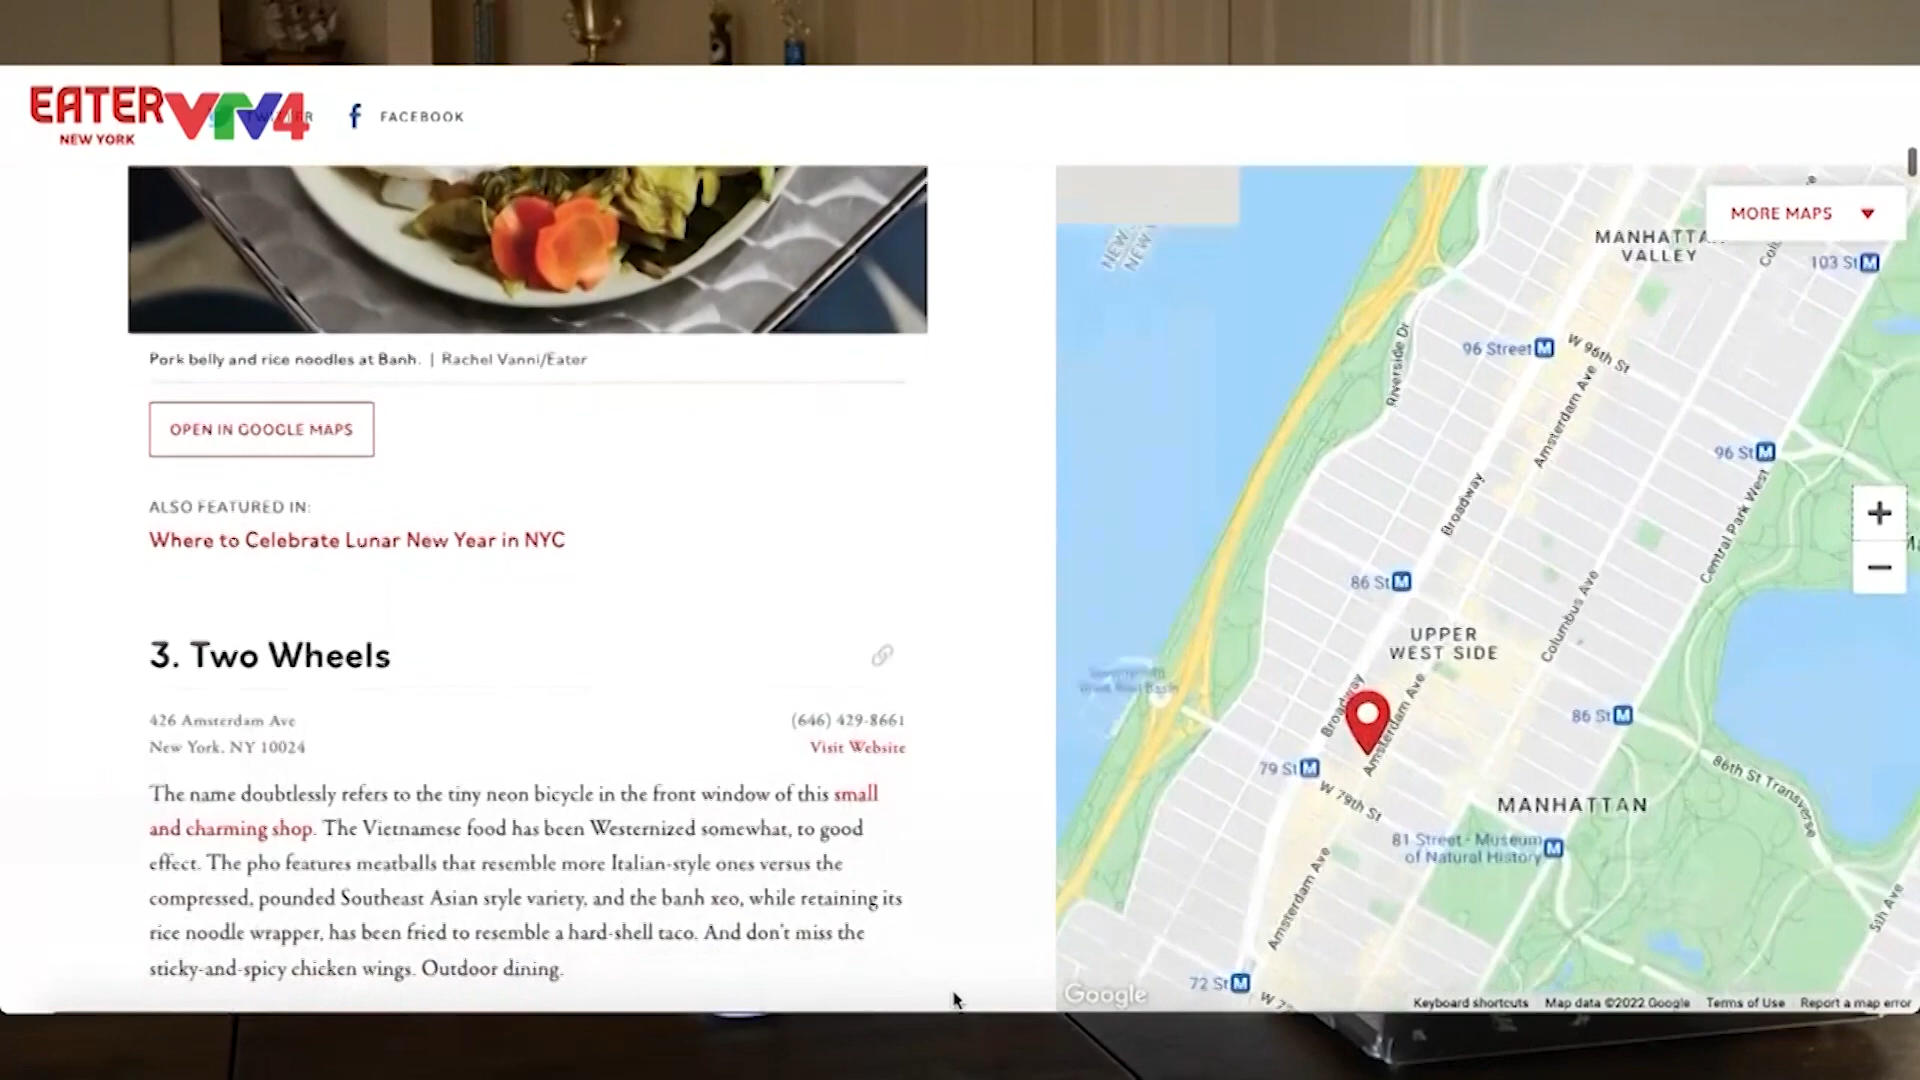 EATER
NEW YORK
VTV4
FACEBOOK
Pork belly and rice noodles at Banh. | Rachel Vanni/Eater
OPEN IN GOOGLE MAPS
ALSO FEATURED IN:
Where to Celebrate Lunar New Year in NYC
3. Two Wheels
426 Amsterdam Ave
(646) 429-8661
New York, NY 10024
Visit Website
The name doubtlessly refers to the tiny neon bicycle in the front window of this small
and charming shop. The Vietnamese food has been Westernized somewhat, to good
effect. The pho features meatballs that resemble more Italian-style ones versus the
compressed, pounded Southeast Asian style variety, and the banh xeo, while retaining its
rice noodle wrapper, has been fried to resemble a hard-shell taco. And don't miss the
sticky-and-spicy chicken wings. Outdoor dining.
MORE MAPS
VALLEY
103 St
Riverside Dr
96 Street
W 96th St
Amsterdam Ave
96 St
Broadway
Central Park West
86 St
Columbus Ave
UPPER
WEST SIDE
Broadway
Amsterdam Ave
86 St
79 St
W 79th St
86th St Transverse
MANHATTAN
81 Street - Museum
of Natural History
Amsterdam Ave
5th Ave
72 St
Google
Keyboard shortcuts
Map data ©2022 Google
Terms of Use
Report a map error